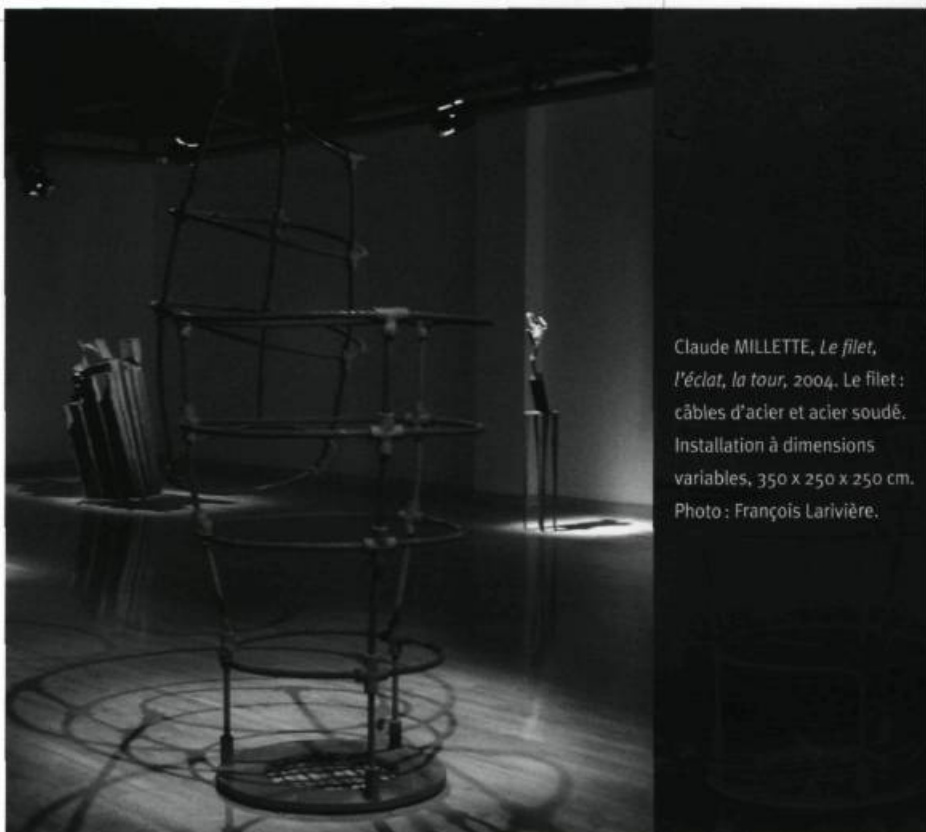 Claude MILLETTE, Le filet,
l'éclat, la tour, 2004. Le filet :
câbles d'acier et acier soudé.
Installation à dimensions
variables, 350 x 250 x 250 cm.
Photo : François Larivière.